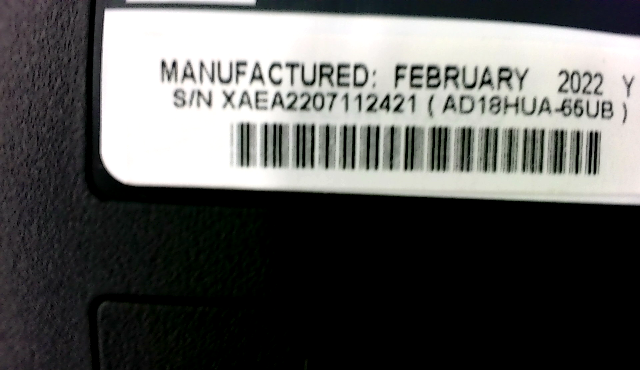 MANUFACTURED: FEBRUARY 2022 Y
S/N XAEA2207112421 ( AD18HUA-65UB )